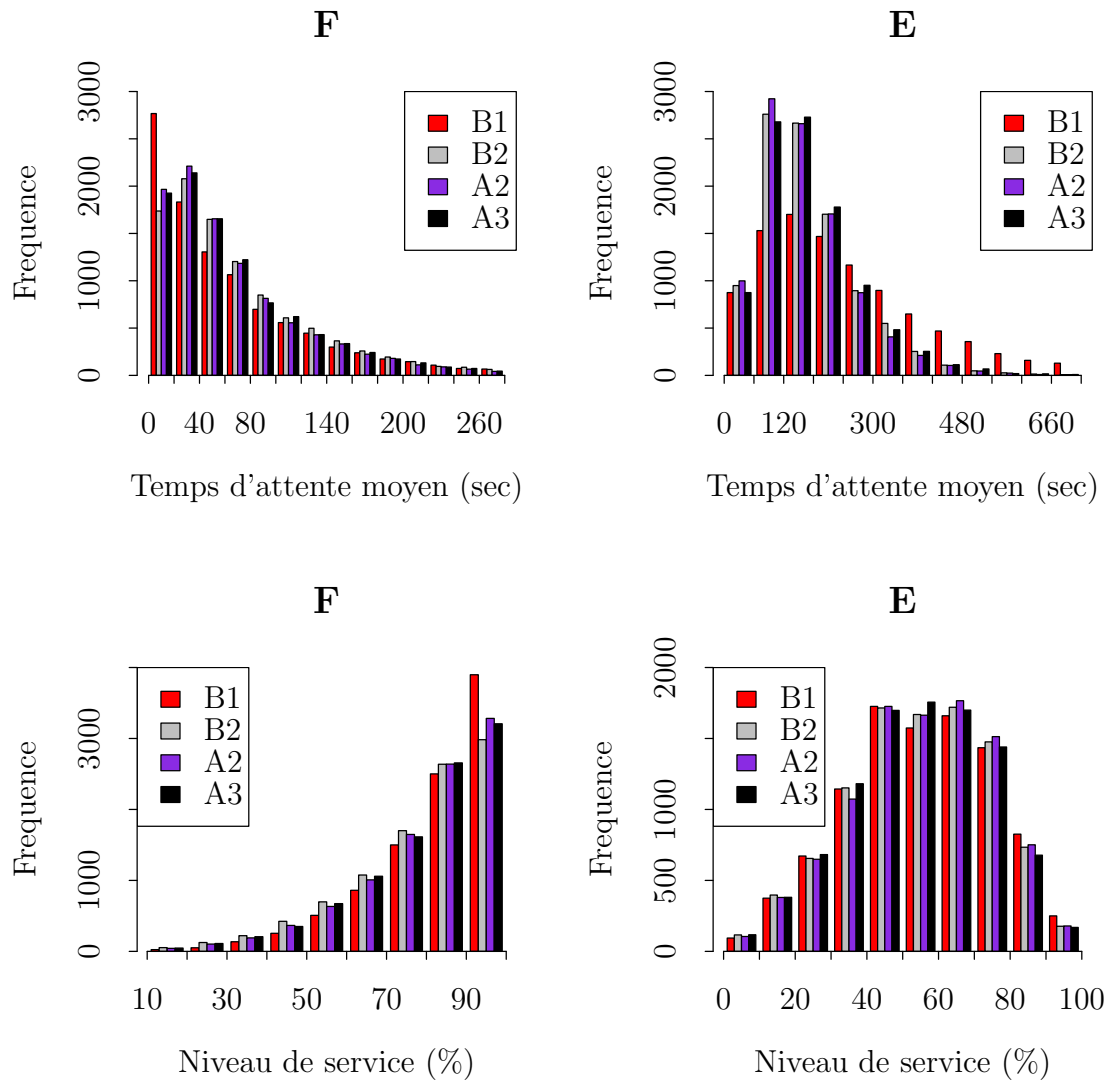 F
Frequence
3000
2000
1000
0
B1
B2
A2
A3
0 40 80 140 200 260
Temps d'attente moyen (sec)
E
Frequence
3000
2000
1000
0
B1
B2
A2
A3
0 120 300 480 660
Temps d'attente moyen (sec)
F
Frequence
3000
1000
0
B1
B2
A2
A3
10 30 50 70 90
Niveau de service (%)
E
Frequence
2000
1000
500
0
B1
B2
A2
A3
0 20 40 60 80 100
Niveau de service (%)